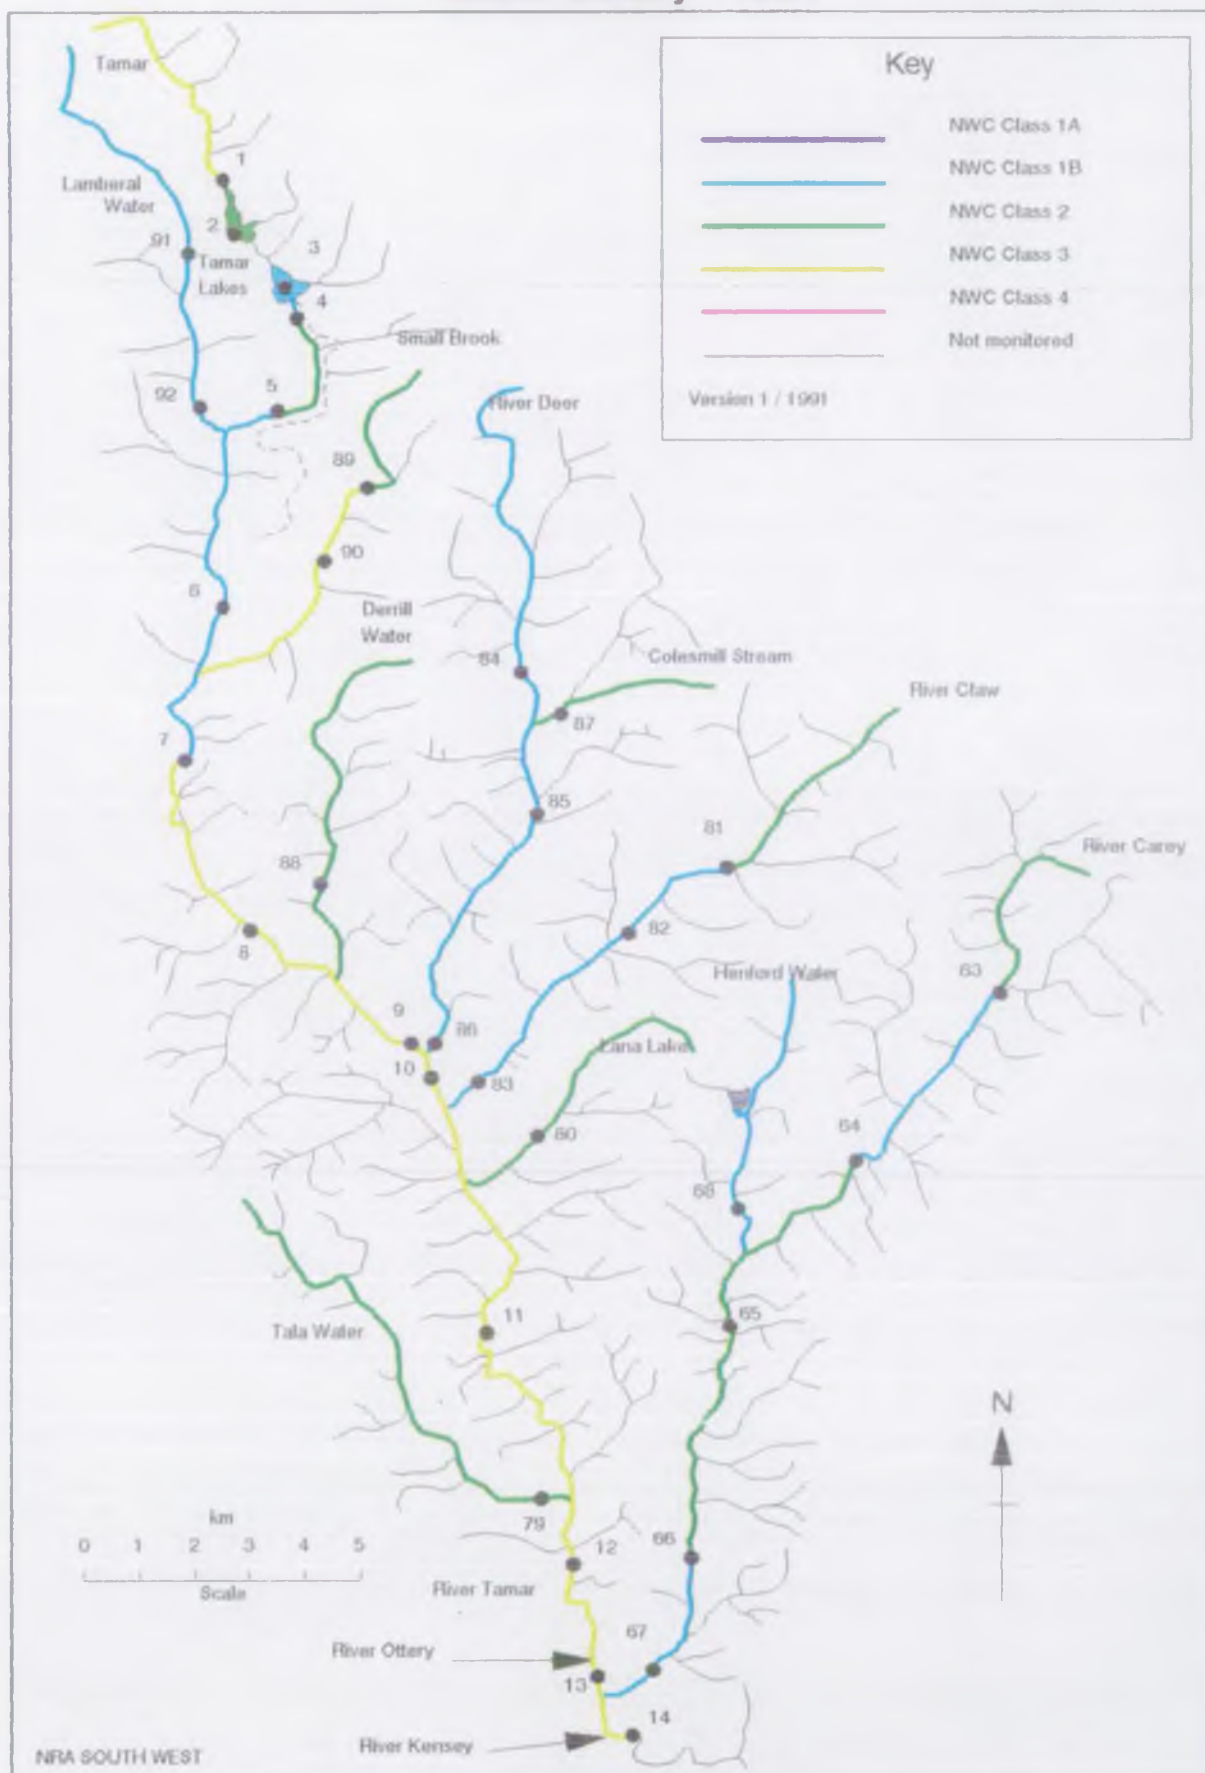 Key
NWC Class 1A
NWC Class 1B
NWC Class 2
NWC Class 3
NWC Class 4
Not monitored
Version 1 / 1991
Tamar
1
Lamberal
Water
2
3
91
Tamar
Lakes
4
Small Brook
92
5
River Deer
89
90
6
Derrill
Water
84
Colesmill Stream
River Claw
87
7
85
81
River Carey
88
82
8
Henford Water
63
9
86
Lana Lake
10
83
80
64
68
65
11
Tala Water
N
km
79
66
0 1 2 3 4 5
12
Scale
River Tamar
67
River Ottery
13
14
River Kensey
NRA SOUTH WEST